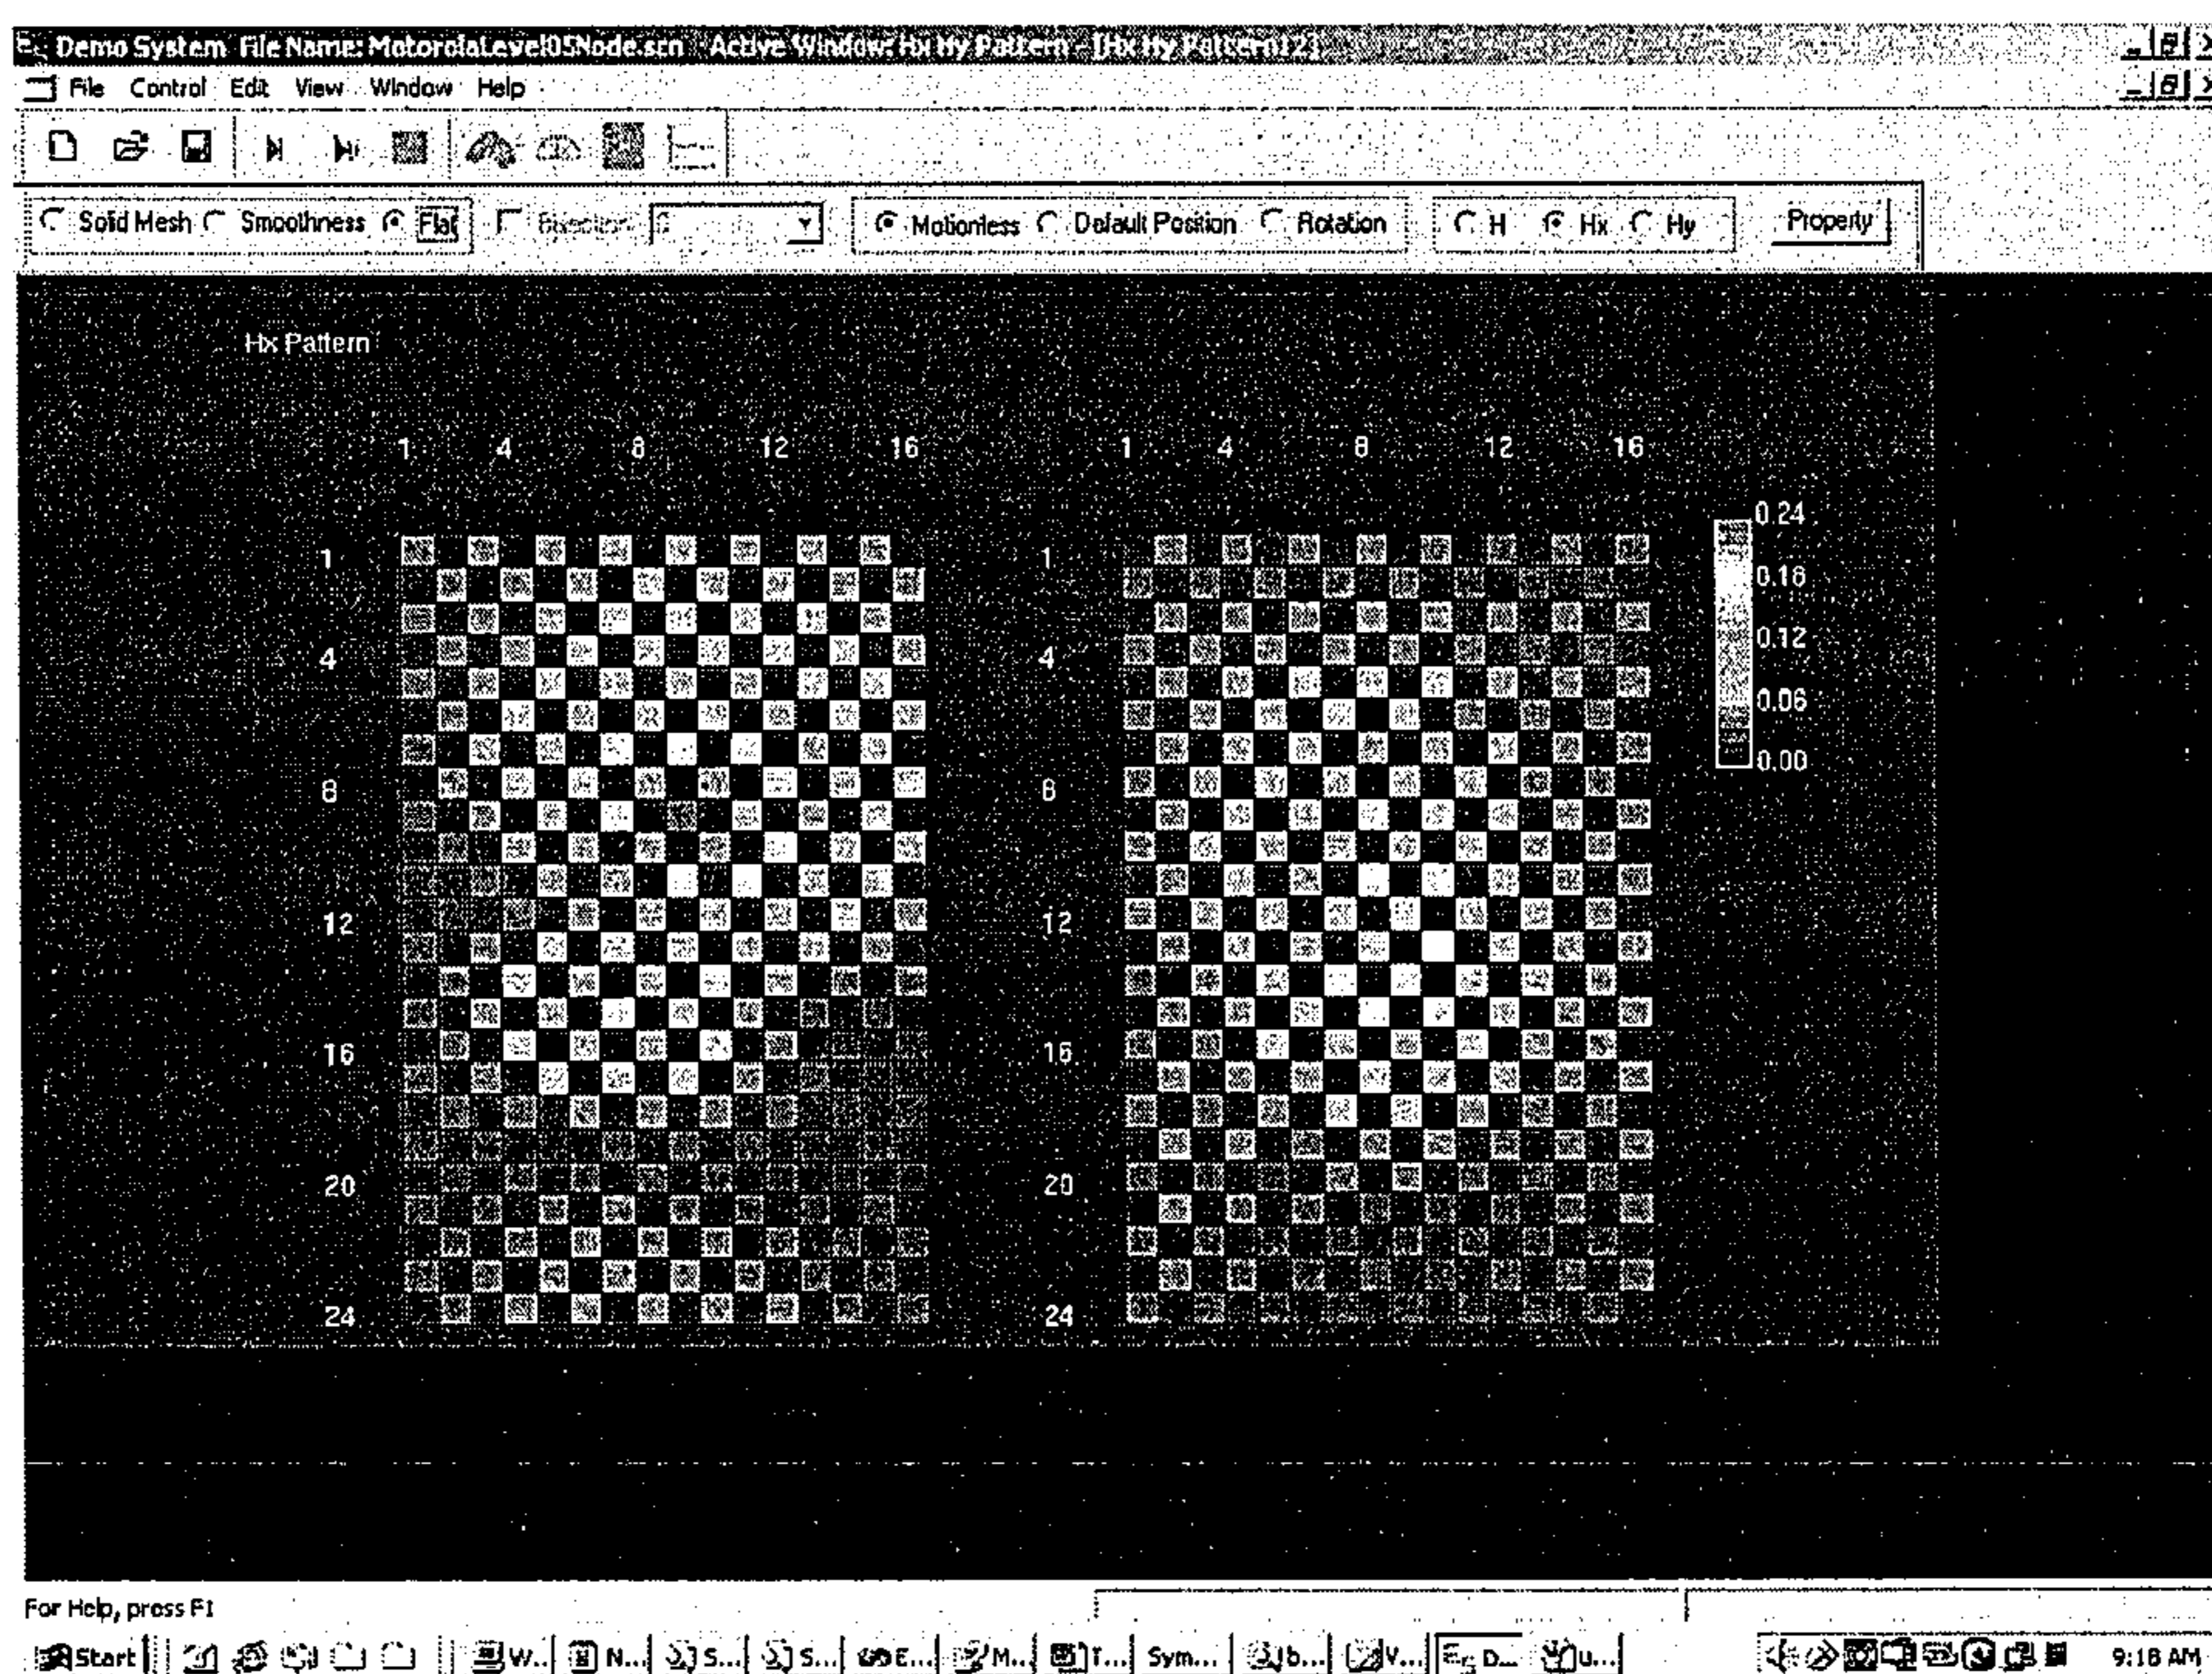 Demo System File Name: MotorolaLevel05Node.scn - Active Window: Hx Hy Pattern - [Hx Hy Pattern:2]
File Control Edit View Window Help
Solid Mesh Smoothness Flat Motionless Default Position Rotation H Hx Hy Property
Hx Pattern
1 4 8 12 16 1 4 8 12 16
0.24
1 1
0.18
0.12
4 4
0.06
0.00
8 8
12 12
16 16
20 20
24 24
For Help, press F1
Start W... N... S... S... E... M... T... Sym... b... V... D... u... 9:18 AM